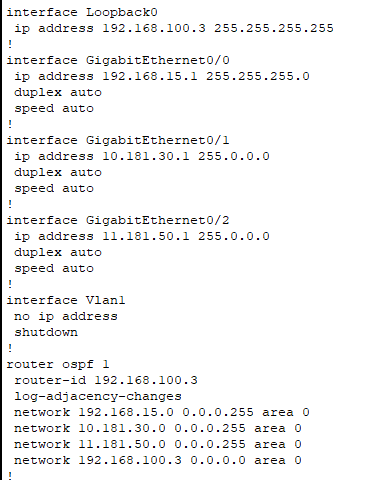 interface Loopback0
 ip address 192.168.100.3 255.255.255.255
!
interface GigabitEthernet0/0
 ip address 192.168.15.1 255.255.255.0
 duplex auto
 speed auto
!
interface GigabitEthernet0/1
 ip address 10.181.30.1 255.0.0.0
 duplex auto
 speed auto
!
interface GigabitEthernet0/2
 ip address 11.181.50.1 255.0.0.0
 duplex auto
 speed auto
!
interface Vlan1
 no ip address
 shutdown
!
router ospf 1
 router-id 192.168.100.3
 log-adjacency-changes
 network 192.168.15.0 0.0.0.255 area 0
 network 10.181.30.0 0.0.0.255 area 0
 network 11.181.50.0 0.0.0.255 area 0
 network 192.168.100.3 0.0.0.0 area 0
!